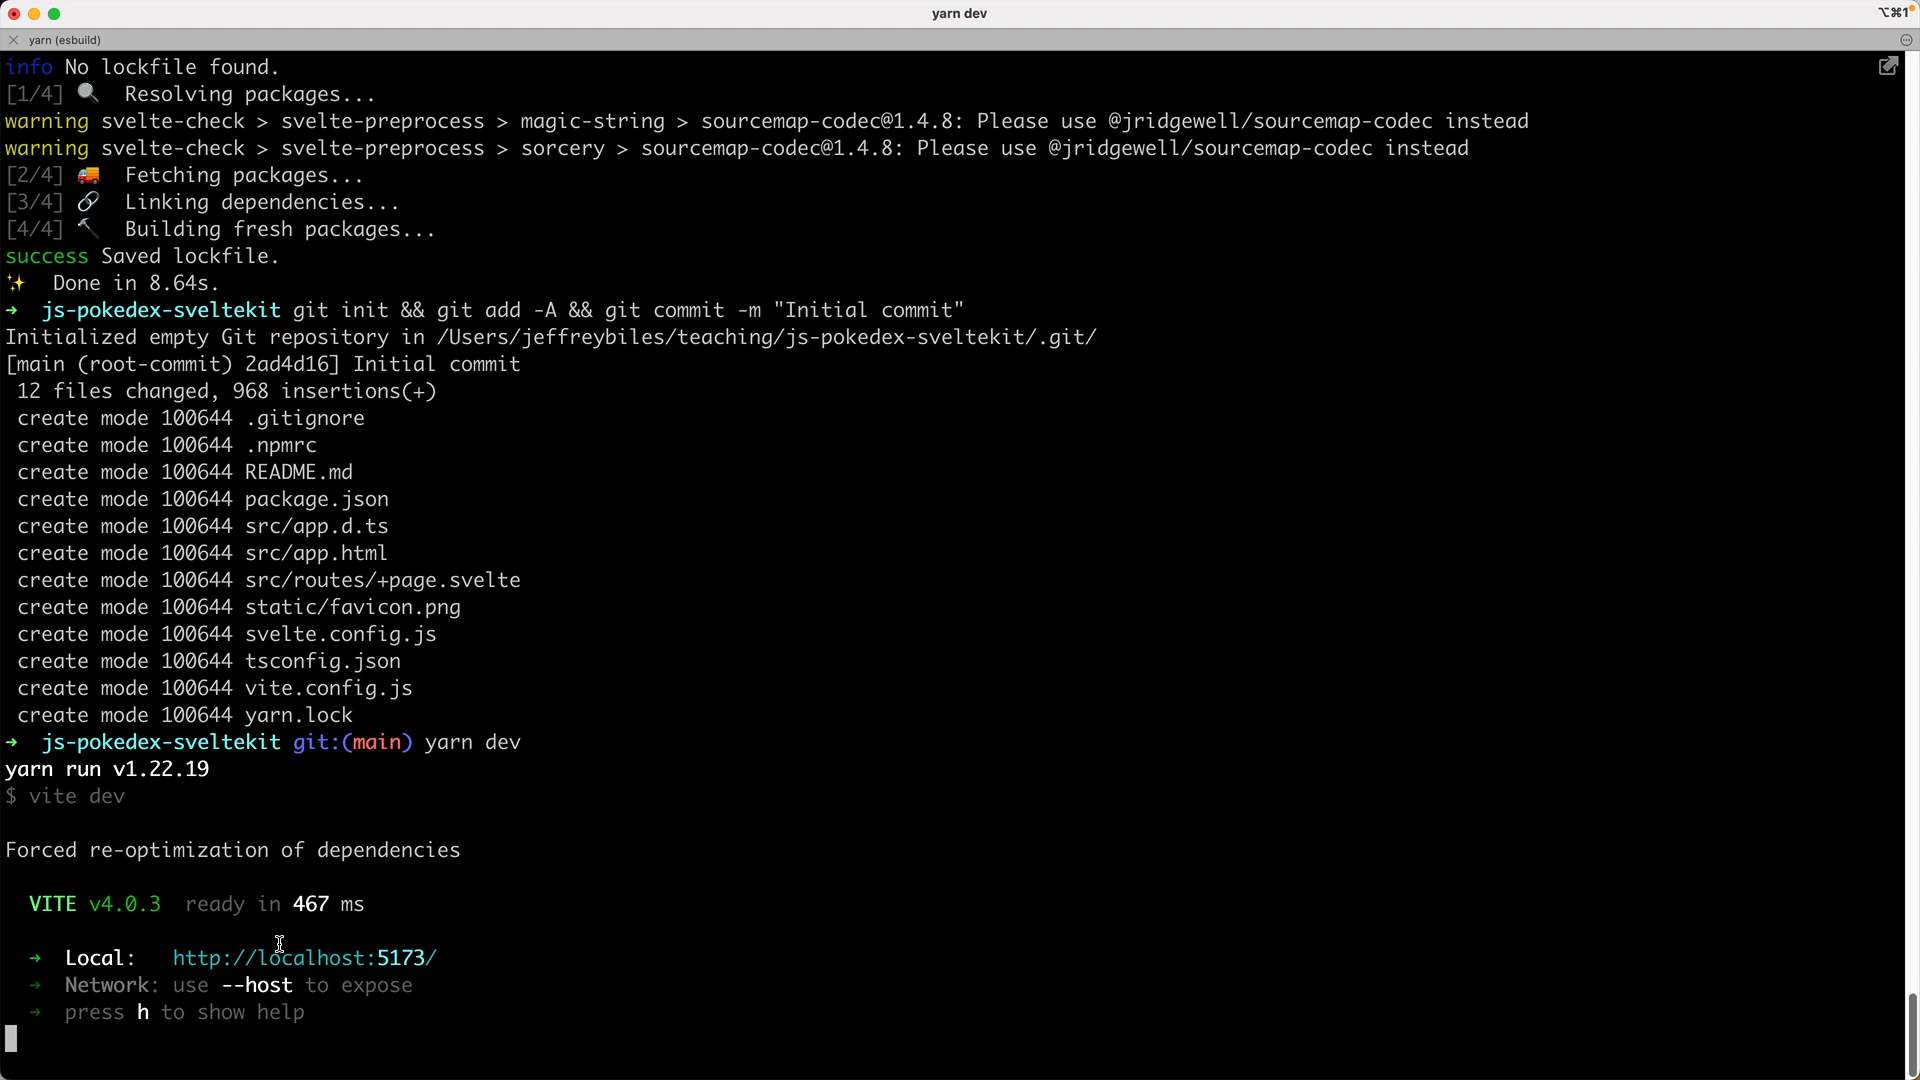 yarn dev
⌥⌘1
yarn (esbuild)
info No lockfile found.
[1/4] 🔍 Resolving packages...
warning svelte-check > svelte-preprocess > magic-string > sourcemap-codec@1.4.8: Please use @jridgewell/sourcemap-codec instead
warning svelte-check > svelte-preprocess > sorcery > sourcemap-codec@1.4.8: Please use @jridgewell/sourcemap-codec instead
[2/4] 🚚 Fetching packages...
[3/4] 🔗 Linking dependencies...
[4/4] 🔨 Building fresh packages...
success Saved lockfile.
✨ Done in 8.64s.
➜ js-pokedex-sveltekit git init && git add -A && git commit -m "Initial commit"
Initialized empty Git repository in /Users/jeffreybiles/teaching/js-pokedex-sveltekit/.git/
[main (root-commit) 2ad4d16] Initial commit
12 files changed, 968 insertions(+)
create mode 100644 .gitignore
create mode 100644 .npmrc
create mode 100644 README.md
create mode 100644 package.json
create mode 100644 src/app.d.ts
create mode 100644 src/app.html
create mode 100644 src/routes/+page.svelte
create mode 100644 static/favicon.png
create mode 100644 svelte.config.js
create mode 100644 tsconfig.json
create mode 100644 vite.config.js
create mode 100644 yarn.lock
➜ js-pokedex-sveltekit git:(main) yarn dev
yarn run v1.22.19
$ vite dev
Forced re-optimization of dependencies
VITE v4.0.3 ready in 467 ms
➜ Local: http://localhost:5173/
➜ Network: use --host to expose
➜ press h to show help